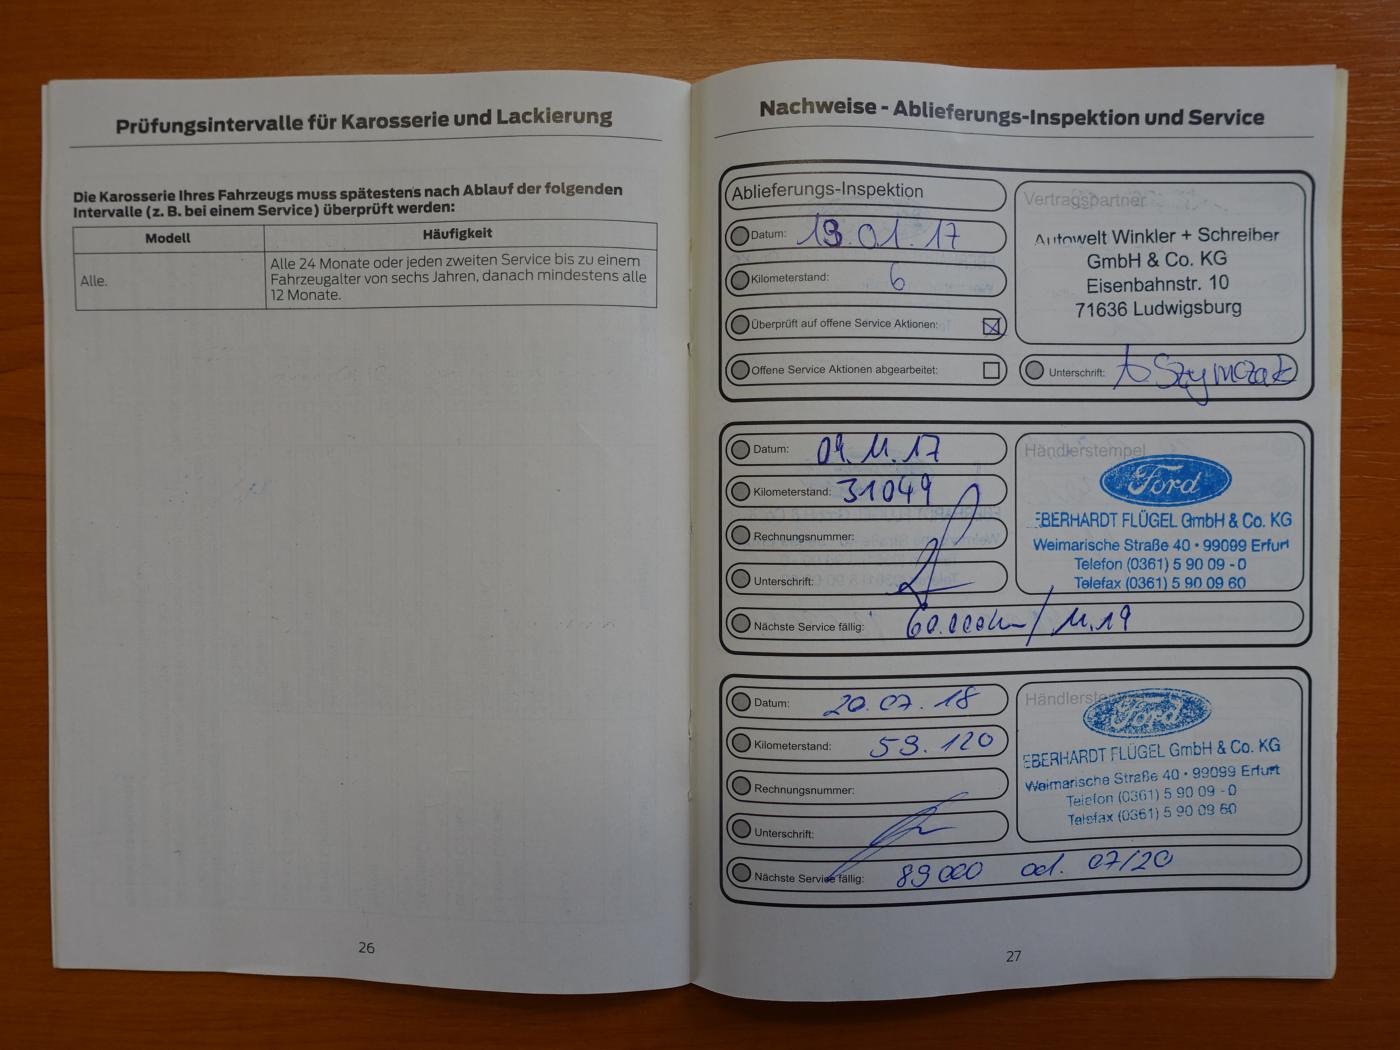 Prüfungsintervalle für Karosserie und Lackierung
Die Karosserie Ihres Fahrzeugs muss spätestens nach Ablauf der folgenden
Intervalle (z. B. bei einem Service) überprüft werden:
Modell
Häufigkeit
Alle.
Alle 24 Monate oder jeden zweiten Service bis zu einem
Fahrzeugalter von sechs Jahren, danach mindestens alle
12 Monate.
26
Nachweise - Ablieferungs-Inspektion und Service
Ablieferungs-Inspektion
Datum: .01.17
Kilometerstand: 6
Überprüft auf offene Service Aktionen:
Offene Service Aktionen abgearbeitet:
Vertragspartner
Autowelt Winkler + Schreiber
GmbH & Co. KG
Eisenbahnstr. 10
71636 Ludwigsburg
Unterschrift: Szymczak
Datum: 09.11.17
Kilometerstand: 31049
Rechnungsnummer:
Unterschrift:
Nächste Service fällig: 60.000km / 11.19
Händlerstempel
Ford
EBERHARDT FLÜGEL GmbH & Co. KG
Weimarische Straße 40 • 99099 Erfurt
Telefon (0361) 5 90 09 - 0
Telefax (0361) 5 90 09 60
Datum: 20.07.18
Kilometerstand: 59.120
Rechnungsnummer:
Unterschrift:
Nächste Service fällig: 89000 od. 07/20
Händlerstempel
Ford
EBERHARDT FLÜGEL GmbH & Co. KG
Weimarische Straße 40 • 99099 Erfurt
Telefon (0361) 5 90 09 - 0
Telefax (0361) 5 90 09 60
27